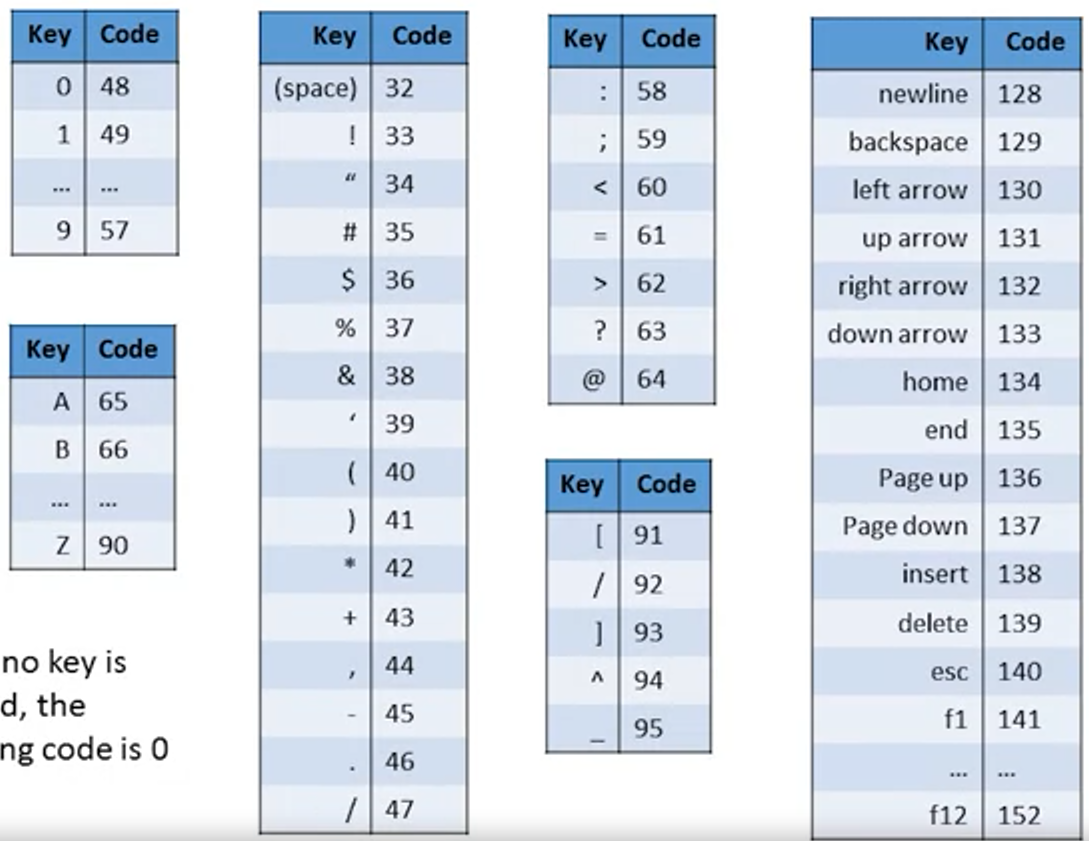 Key Code
0 48
1 49
... ...
9 57
Key Code
A 65
B 66
... ...
Z 90
no key is
d, the
ng code is 0
Key Code
(space) 32
! 33
“ 34
# 35
$ 36
% 37
& 38
‘ 39
( 40
) 41
* 42
+ 43
, 44
- 45
. 46
/ 47
Key Code
: 58
; 59
< 60
= 61
> 62
? 63
@ 64
Key Code
[ 91
/ 92
] 93
^ 94
_ 95
Key Code
newline 128
backspace 129
left arrow 130
up arrow 131
right arrow 132
down arrow 133
home 134
end 135
Page up 136
Page down 137
insert 138
delete 139
esc 140
f1 141
... ...
f12 152